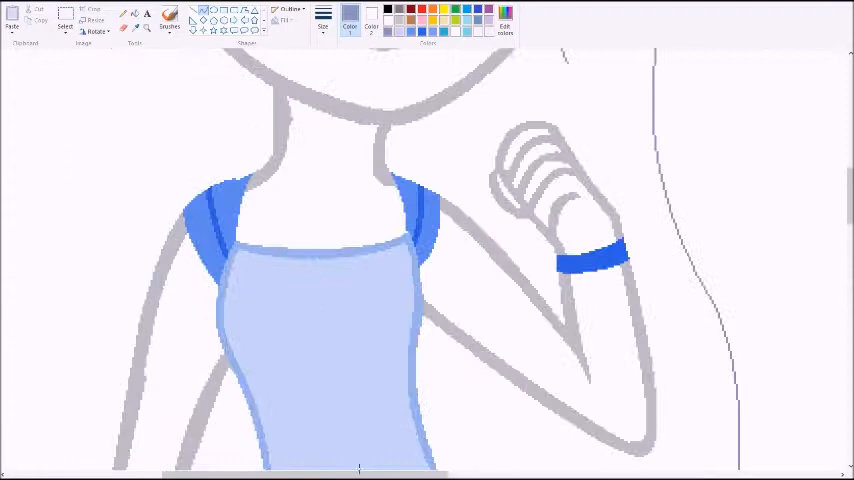 Paste
Cut
Copy
Clipboard
Select
Crop
Resize
Rotate
Image
A
Tools
Brushes
Shapes
Outline
Fill
Size
Color
1
Color
2
Colors
Edit
colors